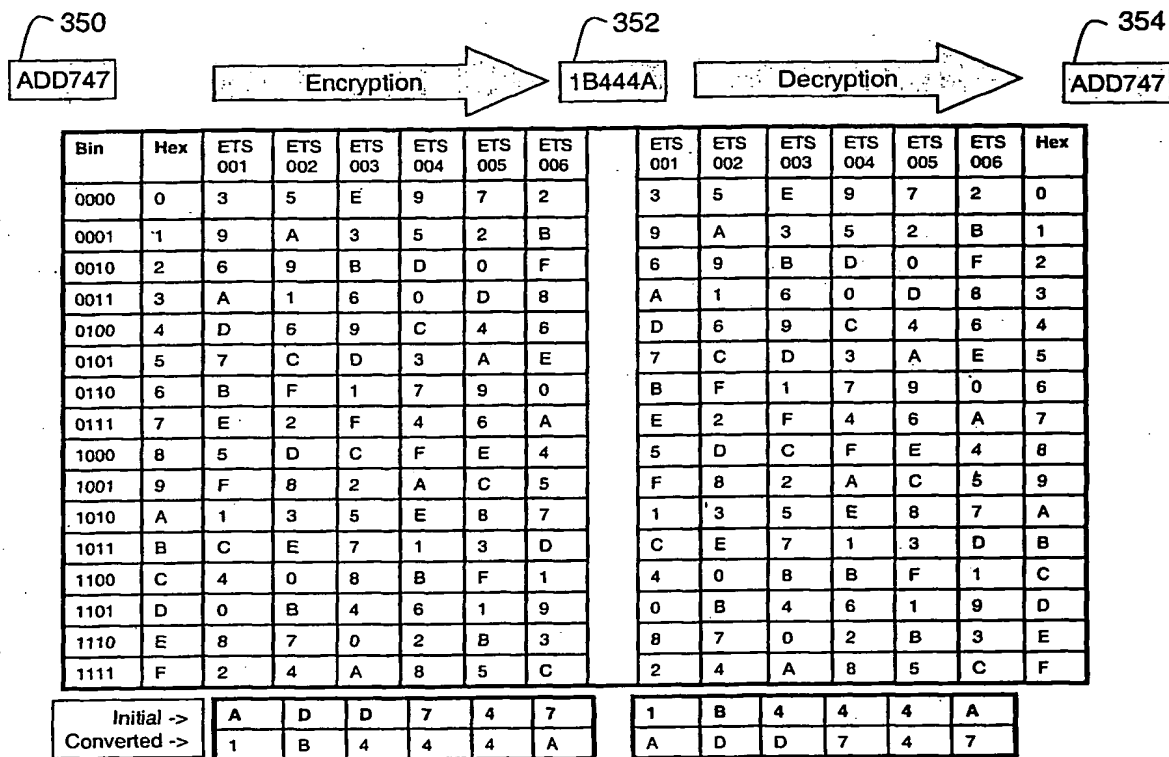 350 352 354
ADD747 Encryption 1B444A Decryption ADD747
Bin Hex ETS 001 ETS 002 ETS 003 ETS 004 ETS 005 ETS 006 ETS 001 ETS 002 ETS 003 ETS 004 ETS 005 ETS 006 Hex
0000 0 3 5 E 9 7 2 3 5 E 9 7 2 0
0001 1 9 A 3 5 2 B 9 A 3 5 2 B 1
0010 2 6 9 B D 0 F 6 9 B D 0 F 2
0011 3 A 1 6 0 D 8 A 1 6 0 D 8 3
0100 4 D 6 9 C 4 6 D 6 9 C 4 6 4
0101 5 7 C D 3 A E 7 C D 3 A E 5
0110 6 B F 1 7 9 0 B F 1 7 9 0 6
0111 7 E 2 F 4 6 A E 2 F 4 6 A 7
1000 8 5 D C F E 4 5 D C F E 4 8
1001 9 F 8 2 A C 5 F 8 2 A C 5 9
1010 A 1 3 5 E 8 7 1 3 5 E 8 7 A
1011 B C E 7 1 3 D C E 7 1 3 D B
1100 C 4 0 8 B F 1 4 0 8 B F 1 C
1101 D 0 B 4 6 1 9 0 B 4 6 1 9 D
1110 E 8 7 0 2 B 3 8 7 0 2 B 3 E
1111 F 2 4 A 8 5 C 2 4 A 8 5 C F
Initial -> A D D 7 4 7 1 B 4 4 4 A
Converted -> 1 B 4 4 4 A A D D 7 4 7